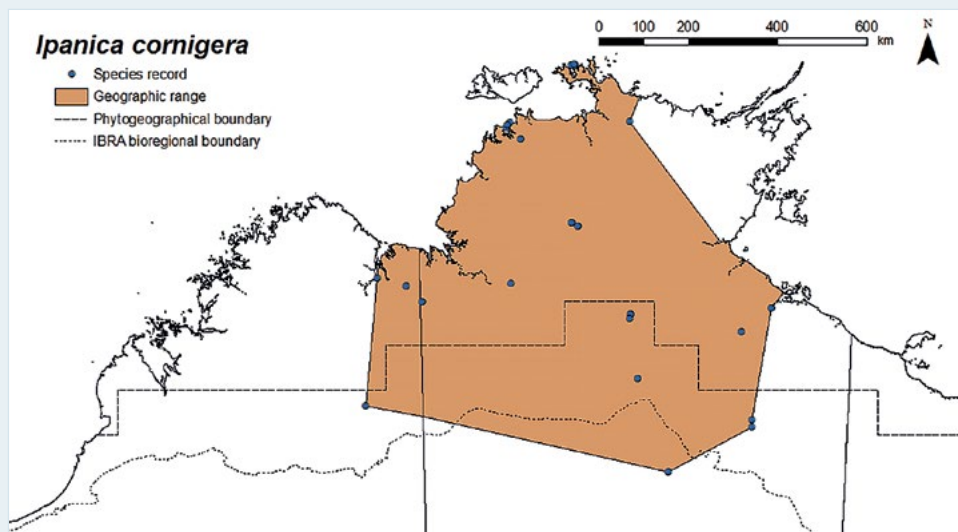 Ipanica cornigera
Species record
Geographic range
Phytogeographical boundary
IBRA bioregional boundary
0 100 200 400 600
km
N